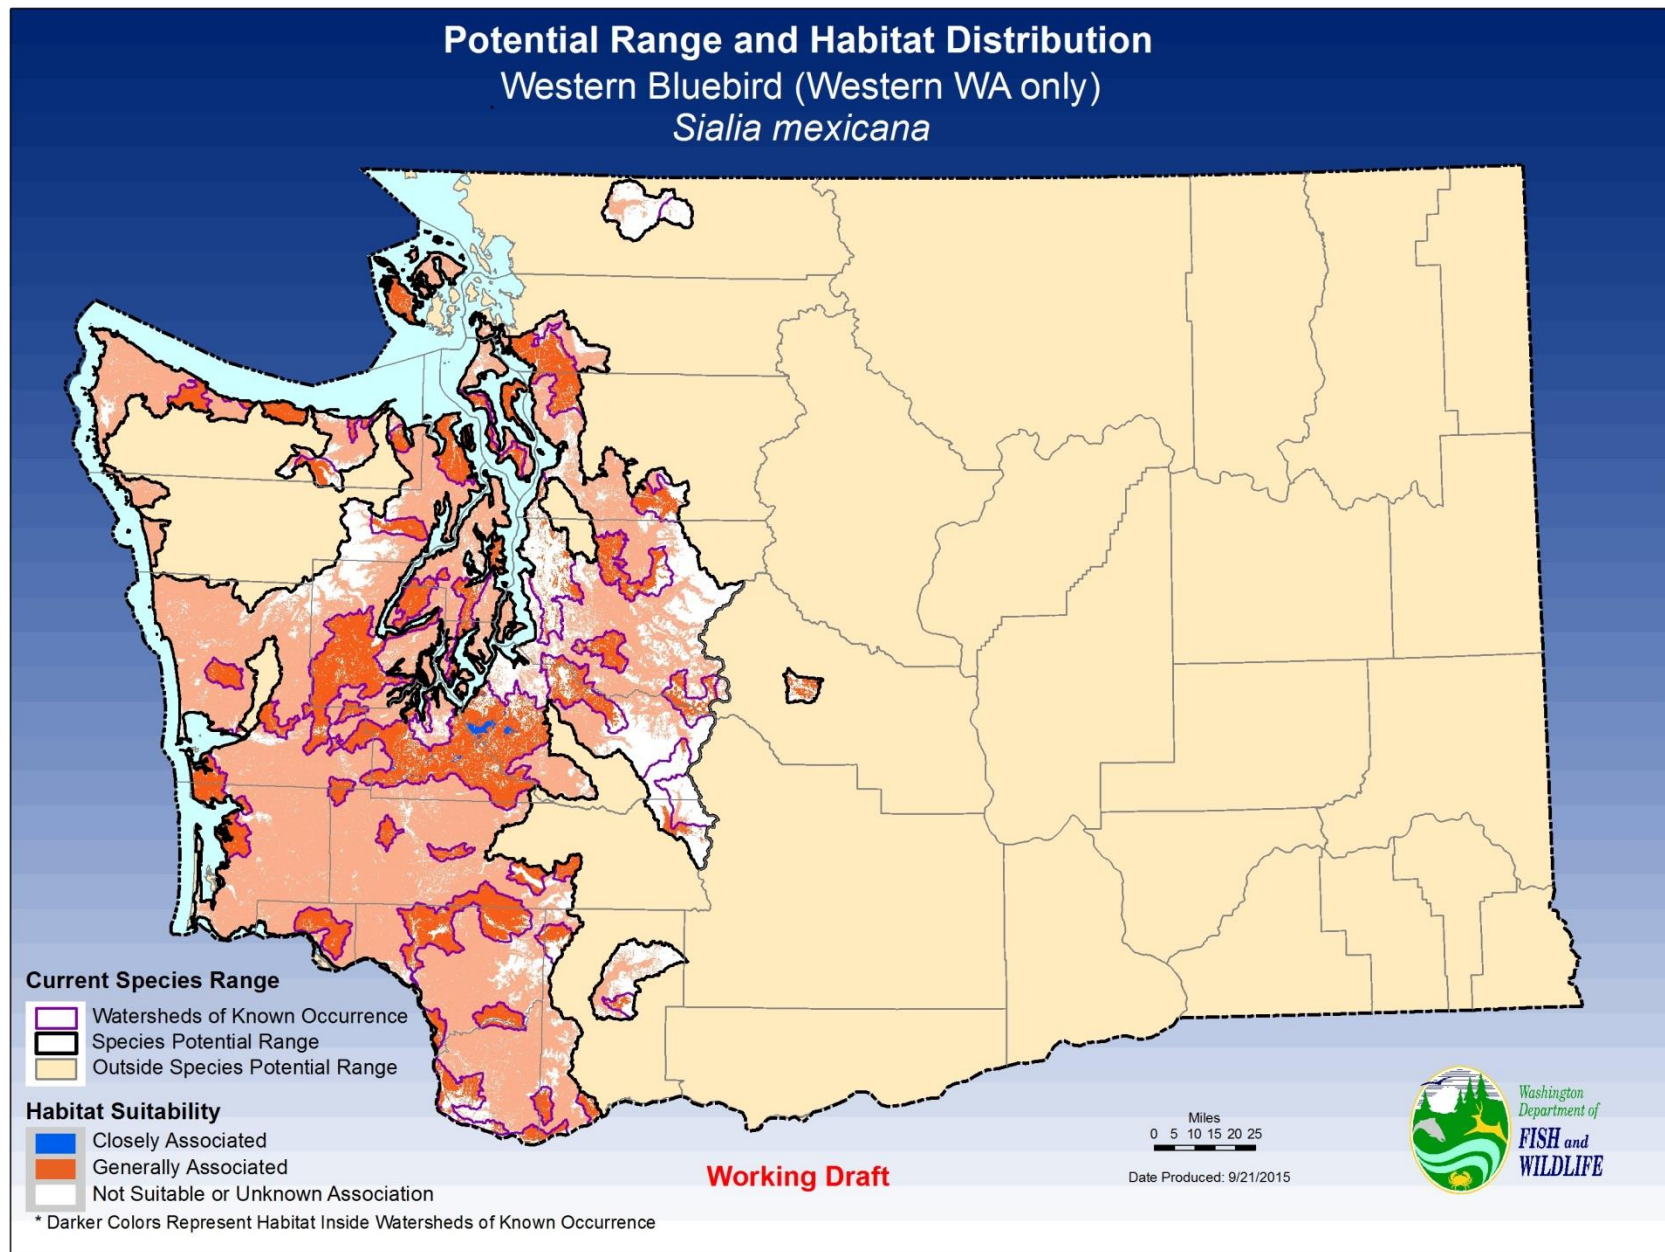 Potential Range and Habitat Distribution
Western Bluebird (Western WA only)
Sialia mexicana
Current Species Range
Watersheds of Known Occurrence
Species Potential Range
Outside Species Potential Range
Habitat Suitability
Closely Associated
Generally Associated
Not Suitable or Unknown Association
* Darker Colors Represent Habitat Inside Watersheds of Known Occurrence
Working Draft
Miles
0 5 10 15 20 25
Date Produced: 9/21/2015
Washington
Department of
FISH and
WILDLIFE